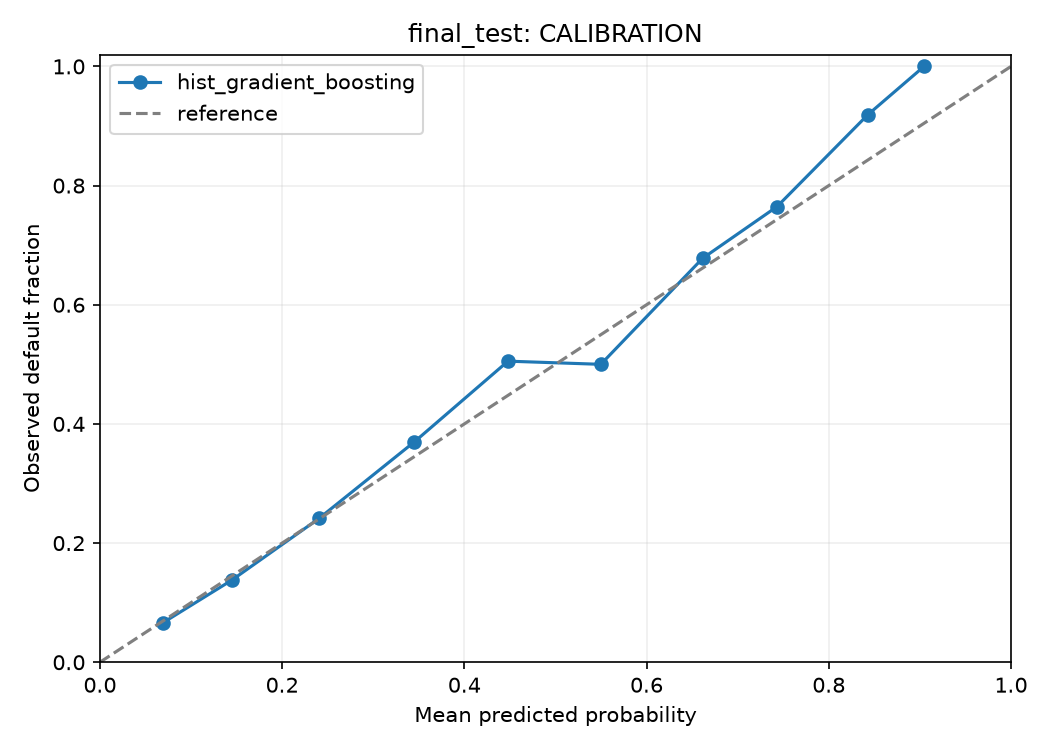 final_test: CALIBRATION
hist_gradient_boosting
reference
1.0
0.8
0.6
0.4
0.2
0.0
Observed default fraction
0.0 0.2 0.4 0.6 0.8 1.0
Mean predicted probability